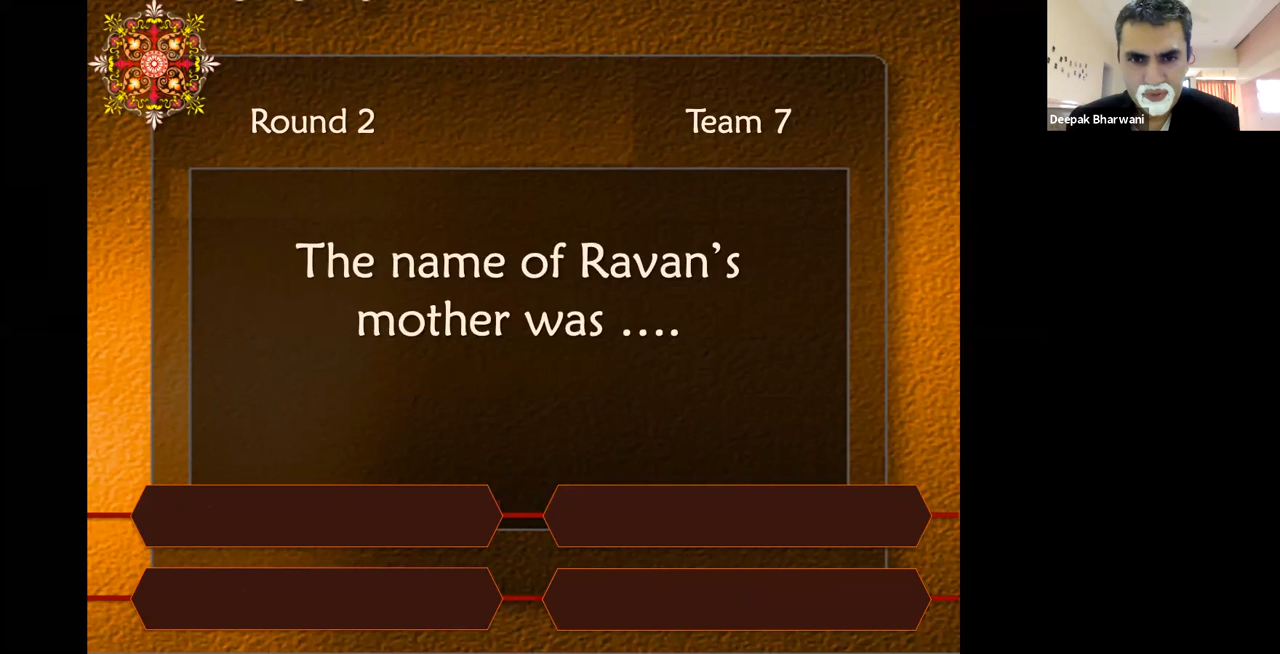 Round 2
Team 7
The name of Ravan's
mother was ....
Deepak Bharwani